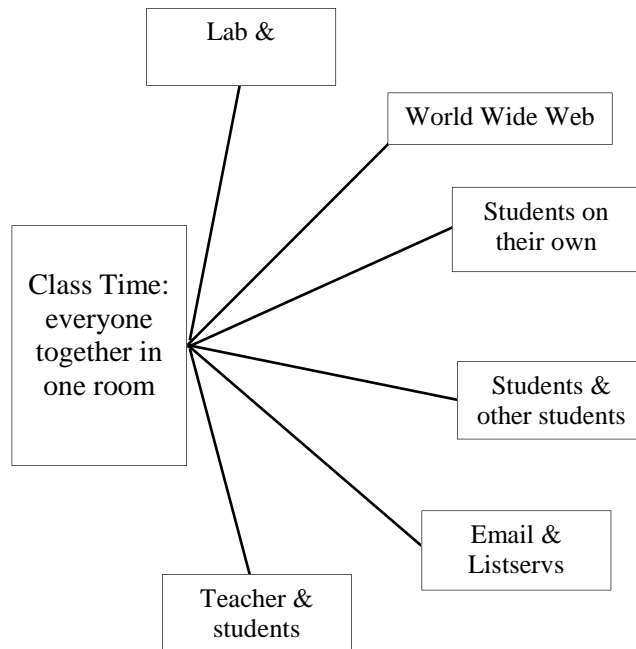 Lab &
World Wide Web
Students on
their own
Class Time:
everyone
together in
one room
Students &
other students
Email &
Listservs
Teacher &
students